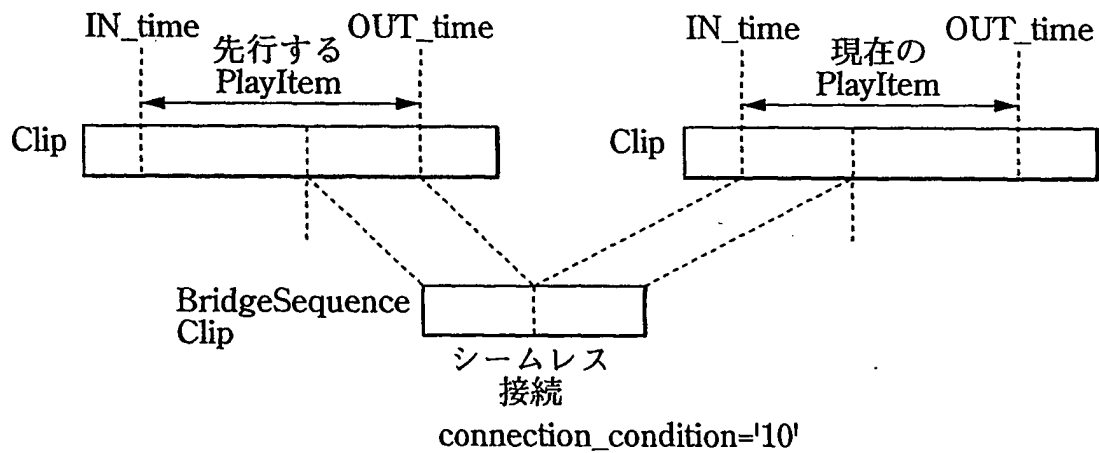 IN_time
OUT_time
先行する
PlayItem
Clip
IN_time
OUT_time
現在の
PlayItem
Clip
BridgeSequence
Clip
シームレス
接続
connection_condition='10'